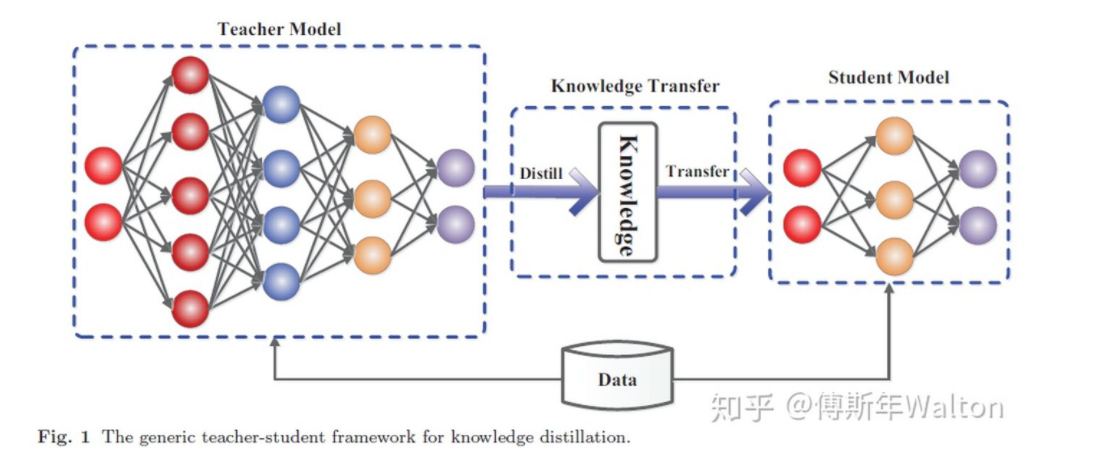 Teacher Model
Knowledge Transfer
Student Model
Distill
Knowledge
Transfer
Data
知乎 @傅斯年Walton
Fig. 1 The generic teacher-student framework for knowledge distillation.